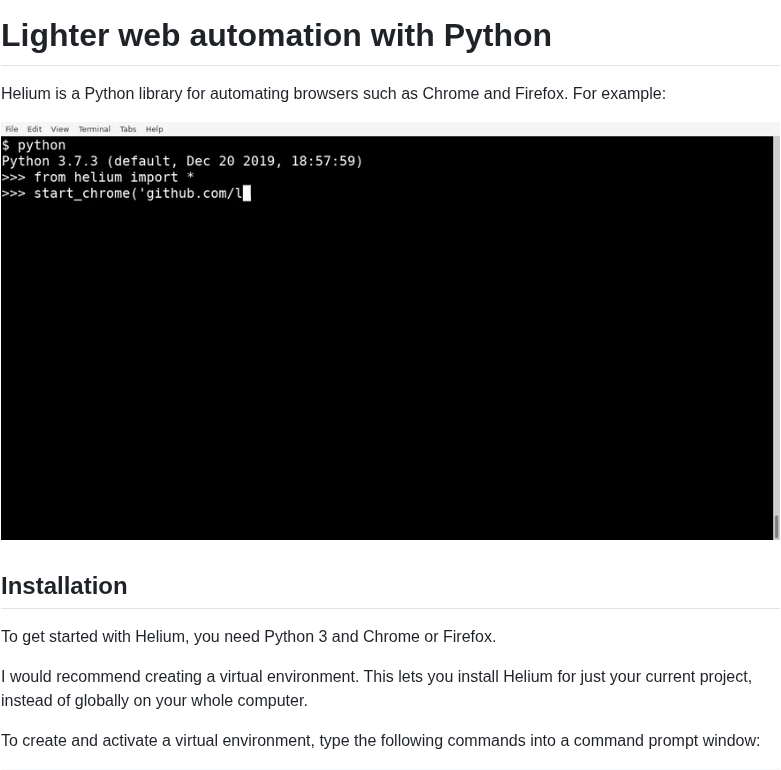 Lighter web automation with Python
Helium is a Python library for automating browsers such as Chrome and Firefox. For example:
File Edit View Terminal Tabs Help
$ python
Python 3.7.3 (default, Dec 20 2019, 18:57:59)
>>> from helium import *
>>> start_chrome('github.com/l
Installation
To get started with Helium, you need Python 3 and Chrome or Firefox.
I would recommend creating a virtual environment. This lets you install Helium for just your current project,
instead of globally on your whole computer.
To create and activate a virtual environment, type the following commands into a command prompt window: